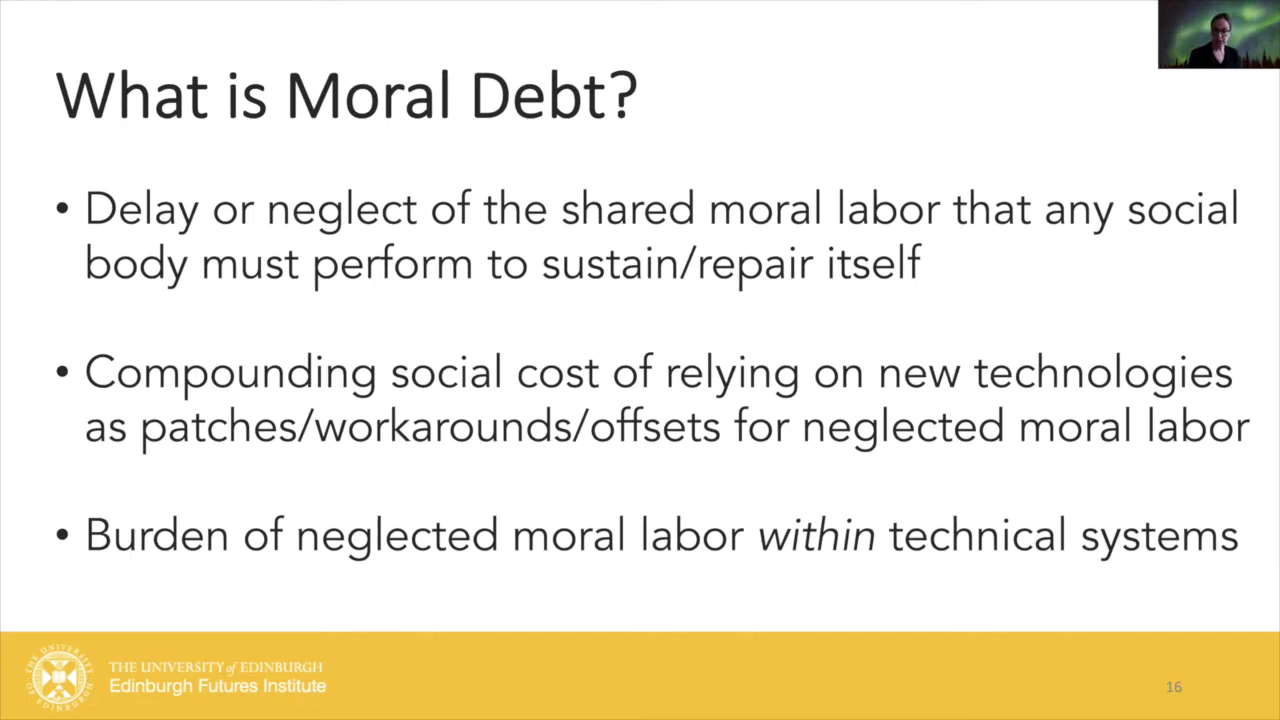 What is Moral Debt?
• Delay or neglect of the shared moral labor that any social
body must perform to sustain/repair itself
• Compounding social cost of relying on new technologies
as patches/workarounds/offsets for neglected moral labor
• Burden of neglected moral labor within technical systems
THE UNIVERSITY of EDINBURGH
Edinburgh Futures Institute
16